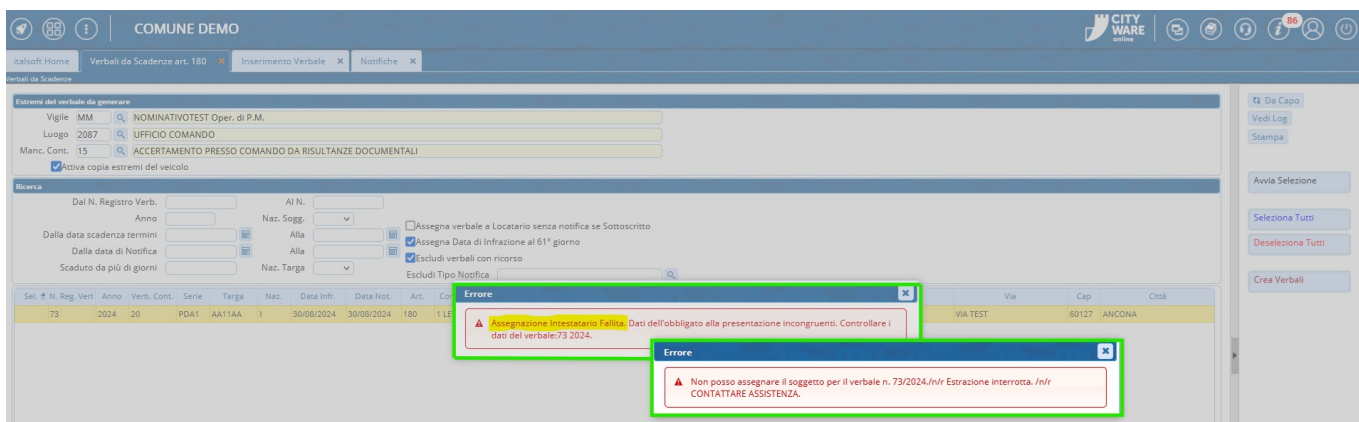 COMUNE DEMO
CITY WARE online
86
italsoft Home Verbali da Scadenze art. 180 × Inserimento Verbale × Notifiche ×
Verbali da Scadenze
Estremi del verbale da generare
Vigile MM NOMINATIVOTEST Oper. di P.M.
Luogo 2087 UFFICIO COMANDO
Manc. Cont. 15 ACCERTAMENTO PRESSO COMANDO DA RISULTANZE DOCUMENTALI
Attiva copia estremi del veicolo
Ricerca
Dal N. Registro Verb. Al N.
Anno Naz. Sogg.
Assegna verbale a Locatario senza notifica se Sottoscritto
Dalla data scadenza termini Alla
Assegna Data di Infrazione al 61° giorno
Dalla data di Notifica Alla
Escludi verbali con ricorso
Scaduto da più di giorni Naz. Targa
Escludi Tipo Notifica
Sel. N. Reg. Vert Anno Verb. Cont. Serie Targa Naz. Data Infr. Data Not. Art. Via Cap Città
73 2024 20 PDA1 AA11AA I 30/08/2024 30/08/2024 180 1 LE VIA TEST 60127 ANCONA
Errore
Assegnazione Intestatario Fallita. Dati dell'obbligato alla presentazione incongruenti. Controllare i
dati del verbale:73 2024.
Errore
Non posso assegnare il soggetto per il verbale n. 73/2024./n/r Estrazione interrotta. /n/r
CONTATTARE ASSISTENZA.
Da Capo
Vedi Log
Stampa
Avvia Selezione
Seleziona Tutti
Deseleziona Tutti
Crea Verbali